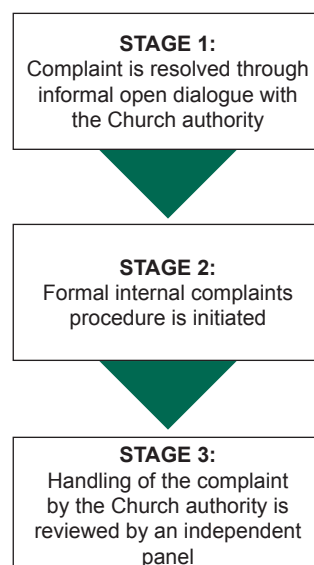 STAGE 1:
Complaint is resolved through
informal open dialogue with
the Church authority
STAGE 2:
Formal internal complaints
procedure is initiated
STAGE 3:
Handling of the complaint
by the Church authority is
reviewed by an independent
panel